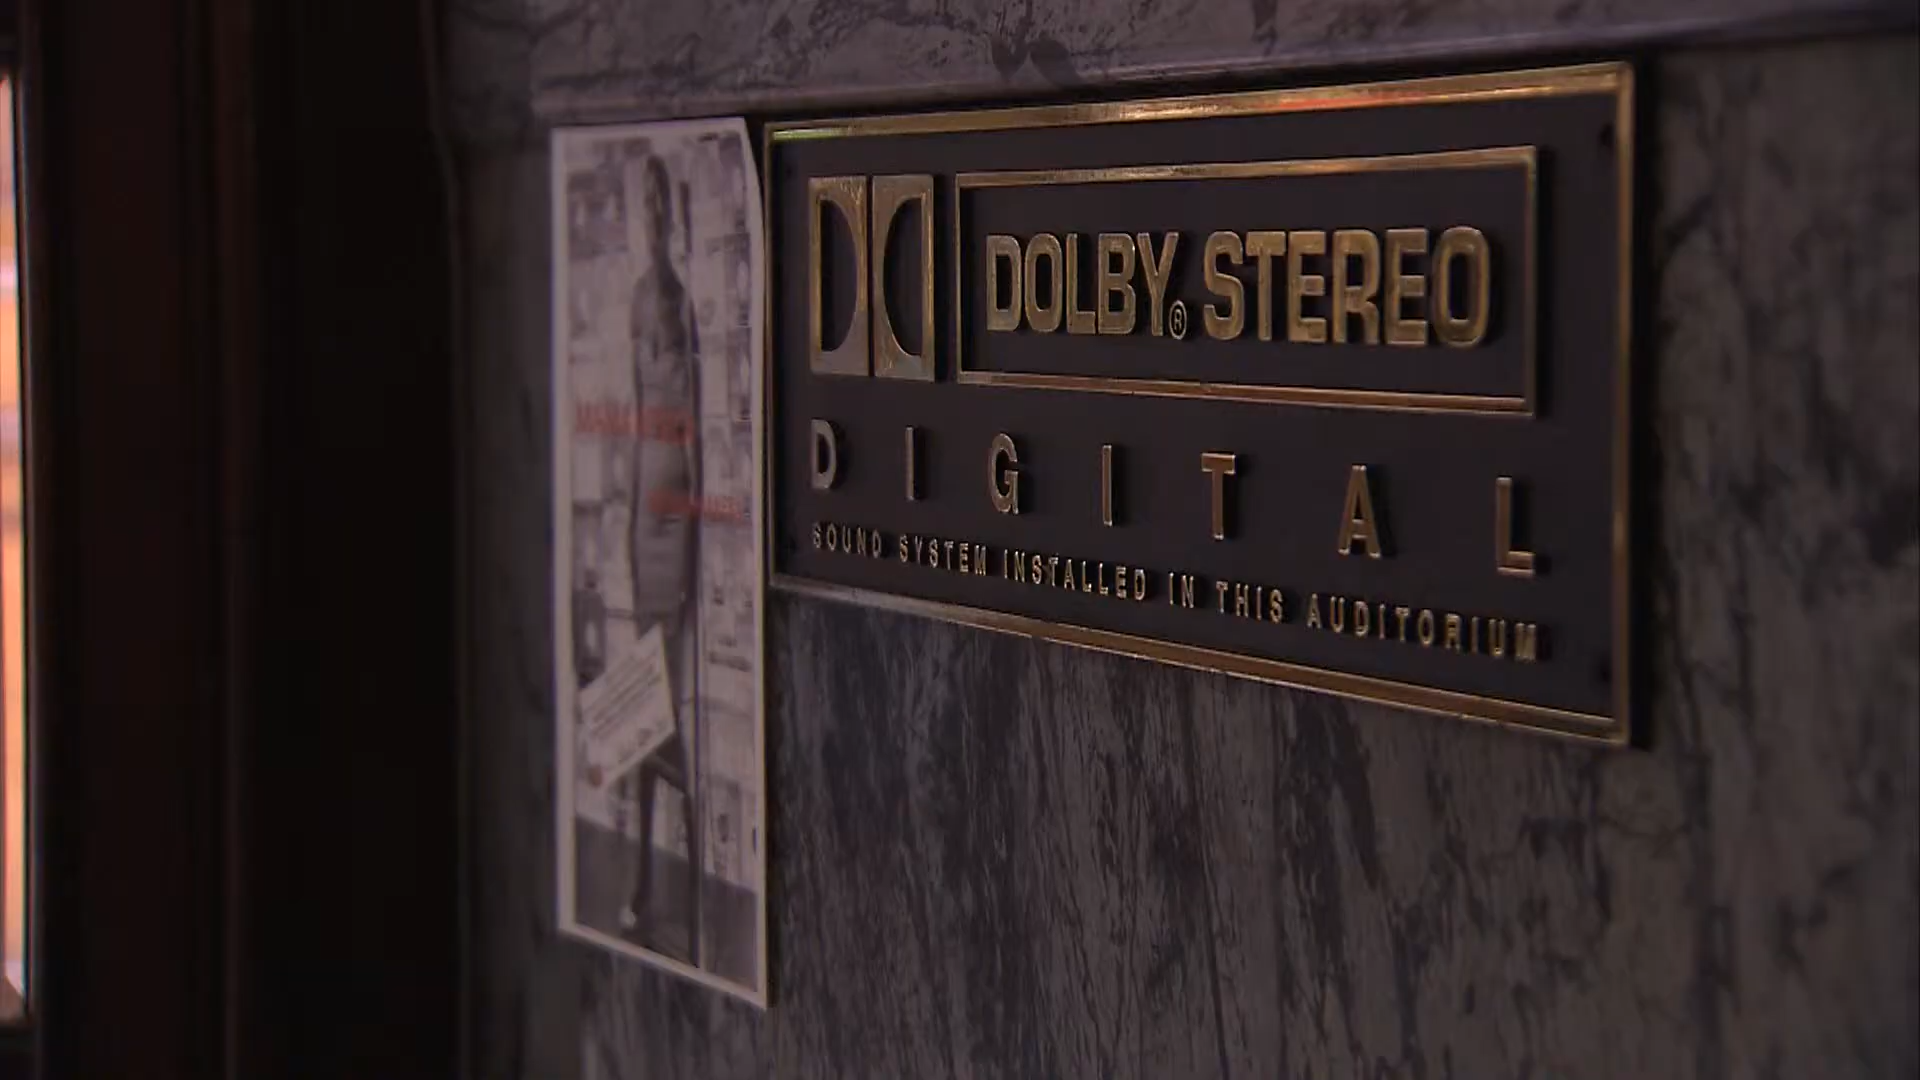 DOLBY® STEREO
DIGITAL
SOUND SYSTEM INSTALLED IN THIS AUDITORIUM